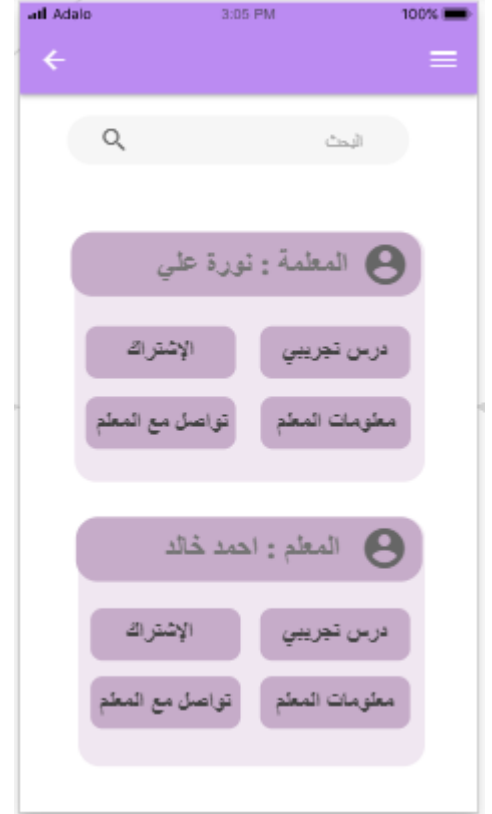 Adalo 3:05 PM 100%
البحث
المعلمة : نورة علي
درس تجريبي الإشتراك
معلومات المعلم تواصل مع المعلم
المعلم : احمد خالد
درس تجريبي الإشتراك
معلومات المعلم تواصل مع المعلم